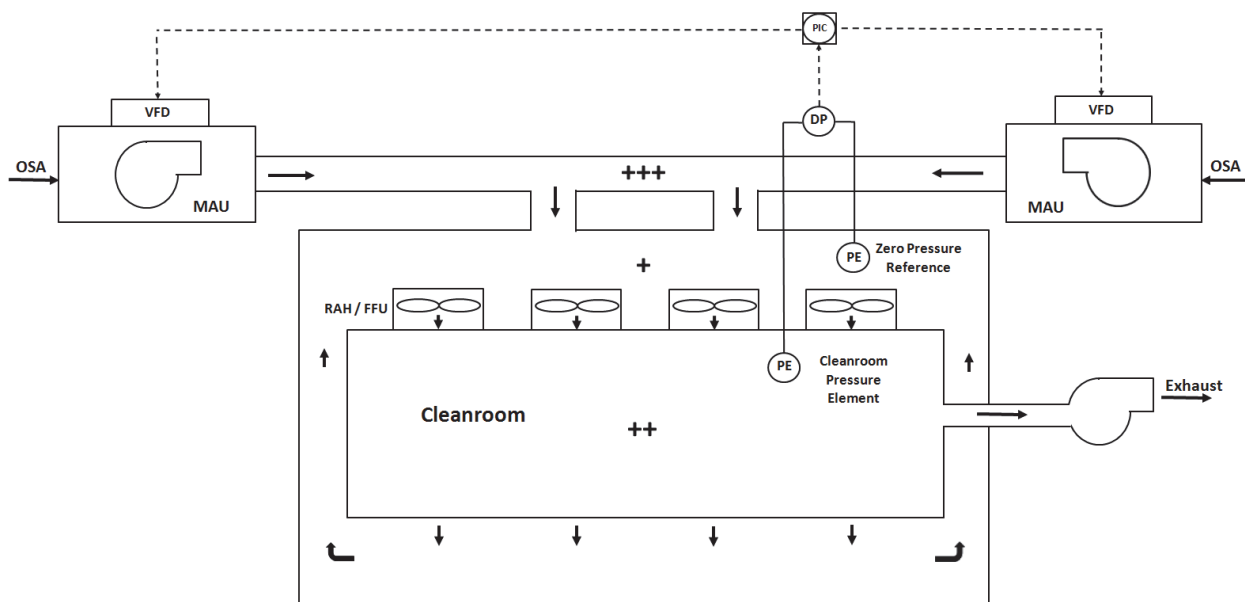 PIC
VFD
VFD
DP
OSA
OSA
+++
MAU
MAU
PE
Zero Pressure
Reference
+
RAH / FFU
PE
Cleanroom
Pressure
Element
Exhaust
Cleanroom
++